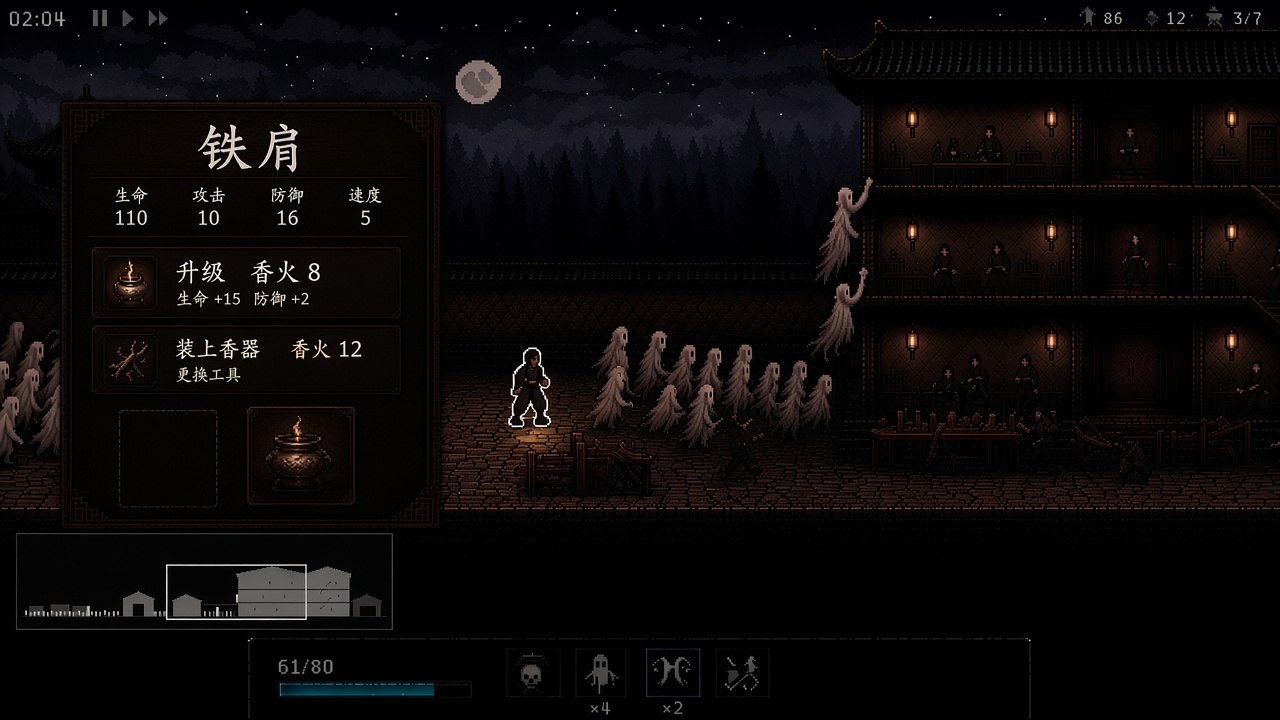 02:04
86 12 3/7
铁肩
生命 攻击 防御 速度
110 10 16 5
升级 香火 8
生命 +15 防御 +2
装上香器 香火 12
更换工具
61/80
×4 ×2